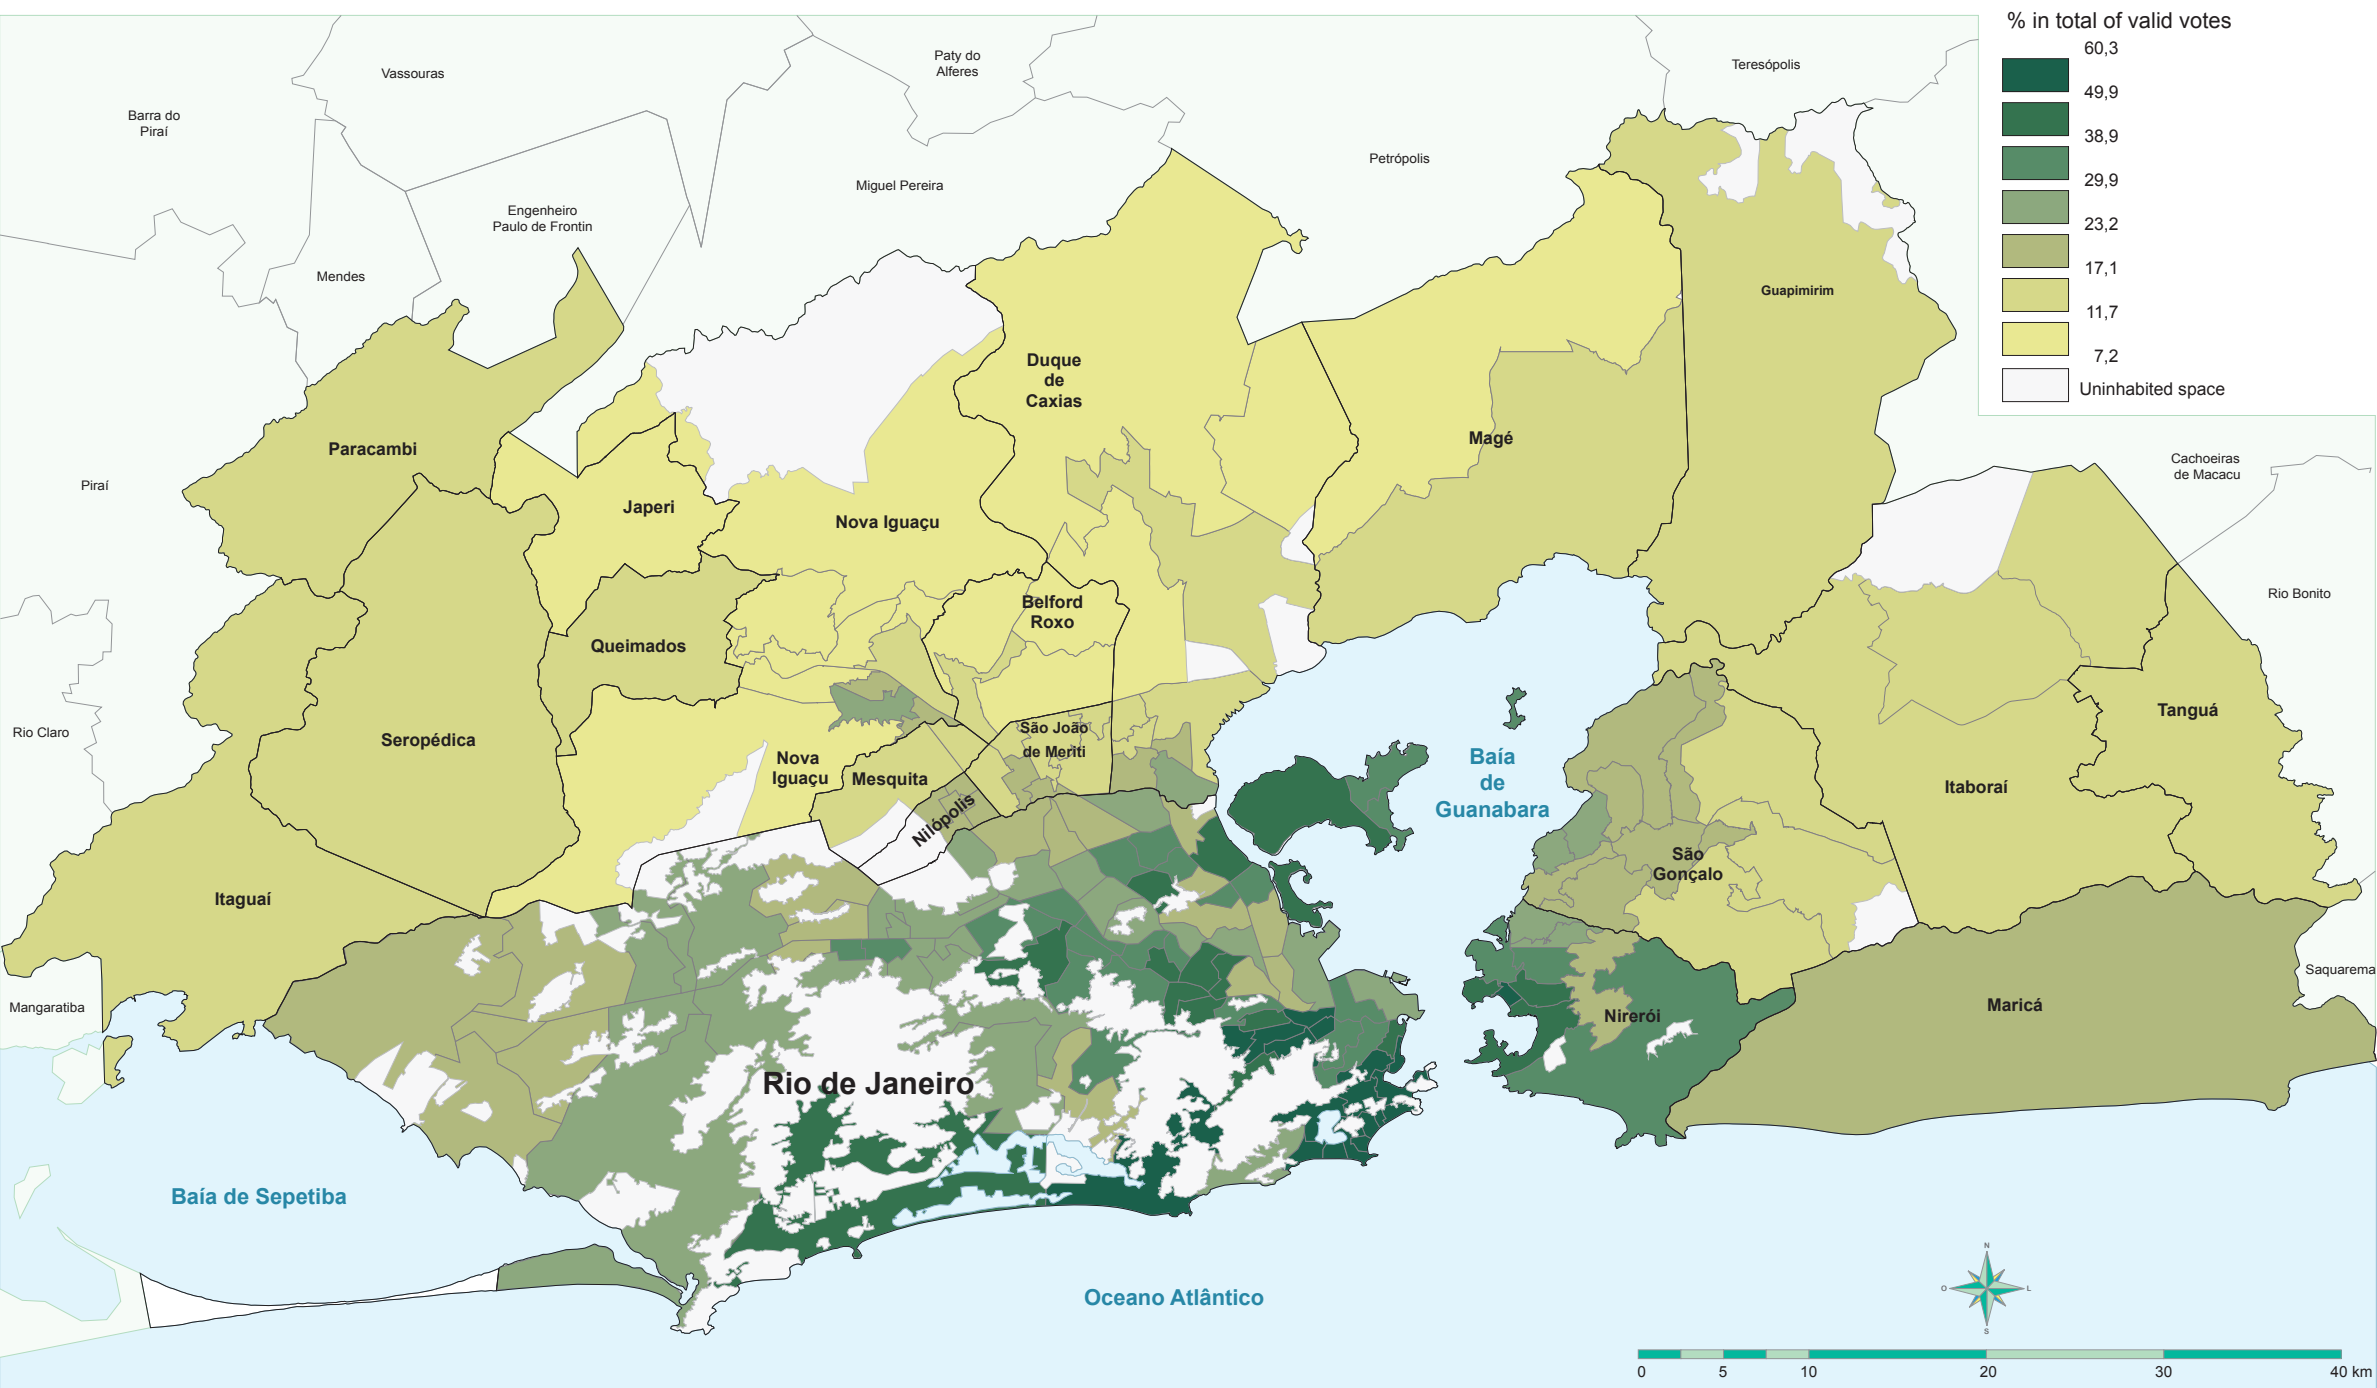 % in total of valid votes
60,3
49,9
38,9
29,9
23,2
17,1
11,7
7,2
Uninhabited space
Vassouras
Paty do
Alferes
Teresópolis
Barra do
Piraí
Petrópolis
Miguel Pereira
Engenheiro
Paulo de Frontin
Mendes
Guapimirim
Duque
de
Caxias
Magé
Paracambi
Cachoeiras
de Macacu
Piraí
Japeri
Nova Iguaçu
Rio Bonito
Belford
Roxo
Queimados
Tanguá
São João
de Meriti
Rio Claro
Seropédica
Baía
de
Guanabara
Nova
Iguaçu
Mesquita
Itaboraí
Nilópolis
São
Gonçalo
Itaguaí
Saquarema
Mangaratiba
Maricá
Nirerói
Rio de Janeiro
Baía de Sepetiba
Oceano Atlântico
N
O
L
S
0 5 10 20 30 40 km